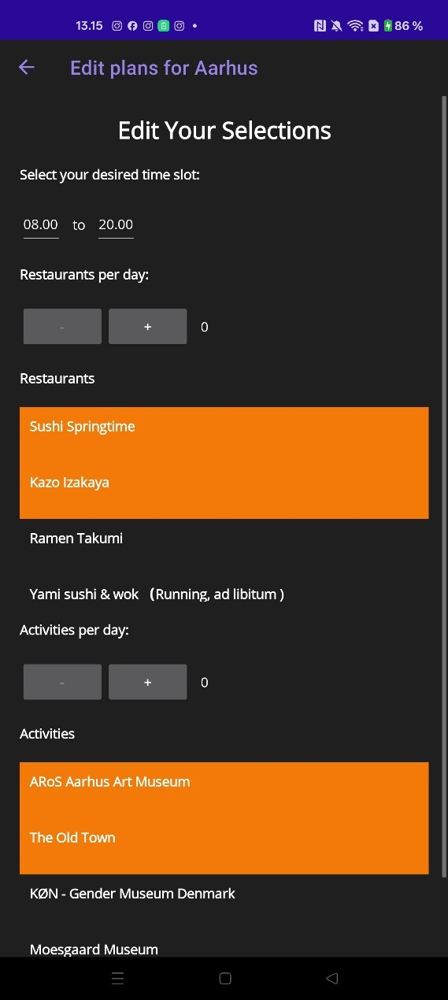 13.15 86 %
Edit plans for Aarhus
Edit Your Selections
Select your desired time slot:
08.00 to 20.00
Restaurants per day:
- + 0
Restaurants
Sushi Springtime
Kazo Izakaya
Ramen Takumi
Yami sushi & wok （Running, ad libitum )
Activities per day:
- + 0
Activities
ARoS Aarhus Art Museum
The Old Town
KØN - Gender Museum Denmark
Moesgaard Museum